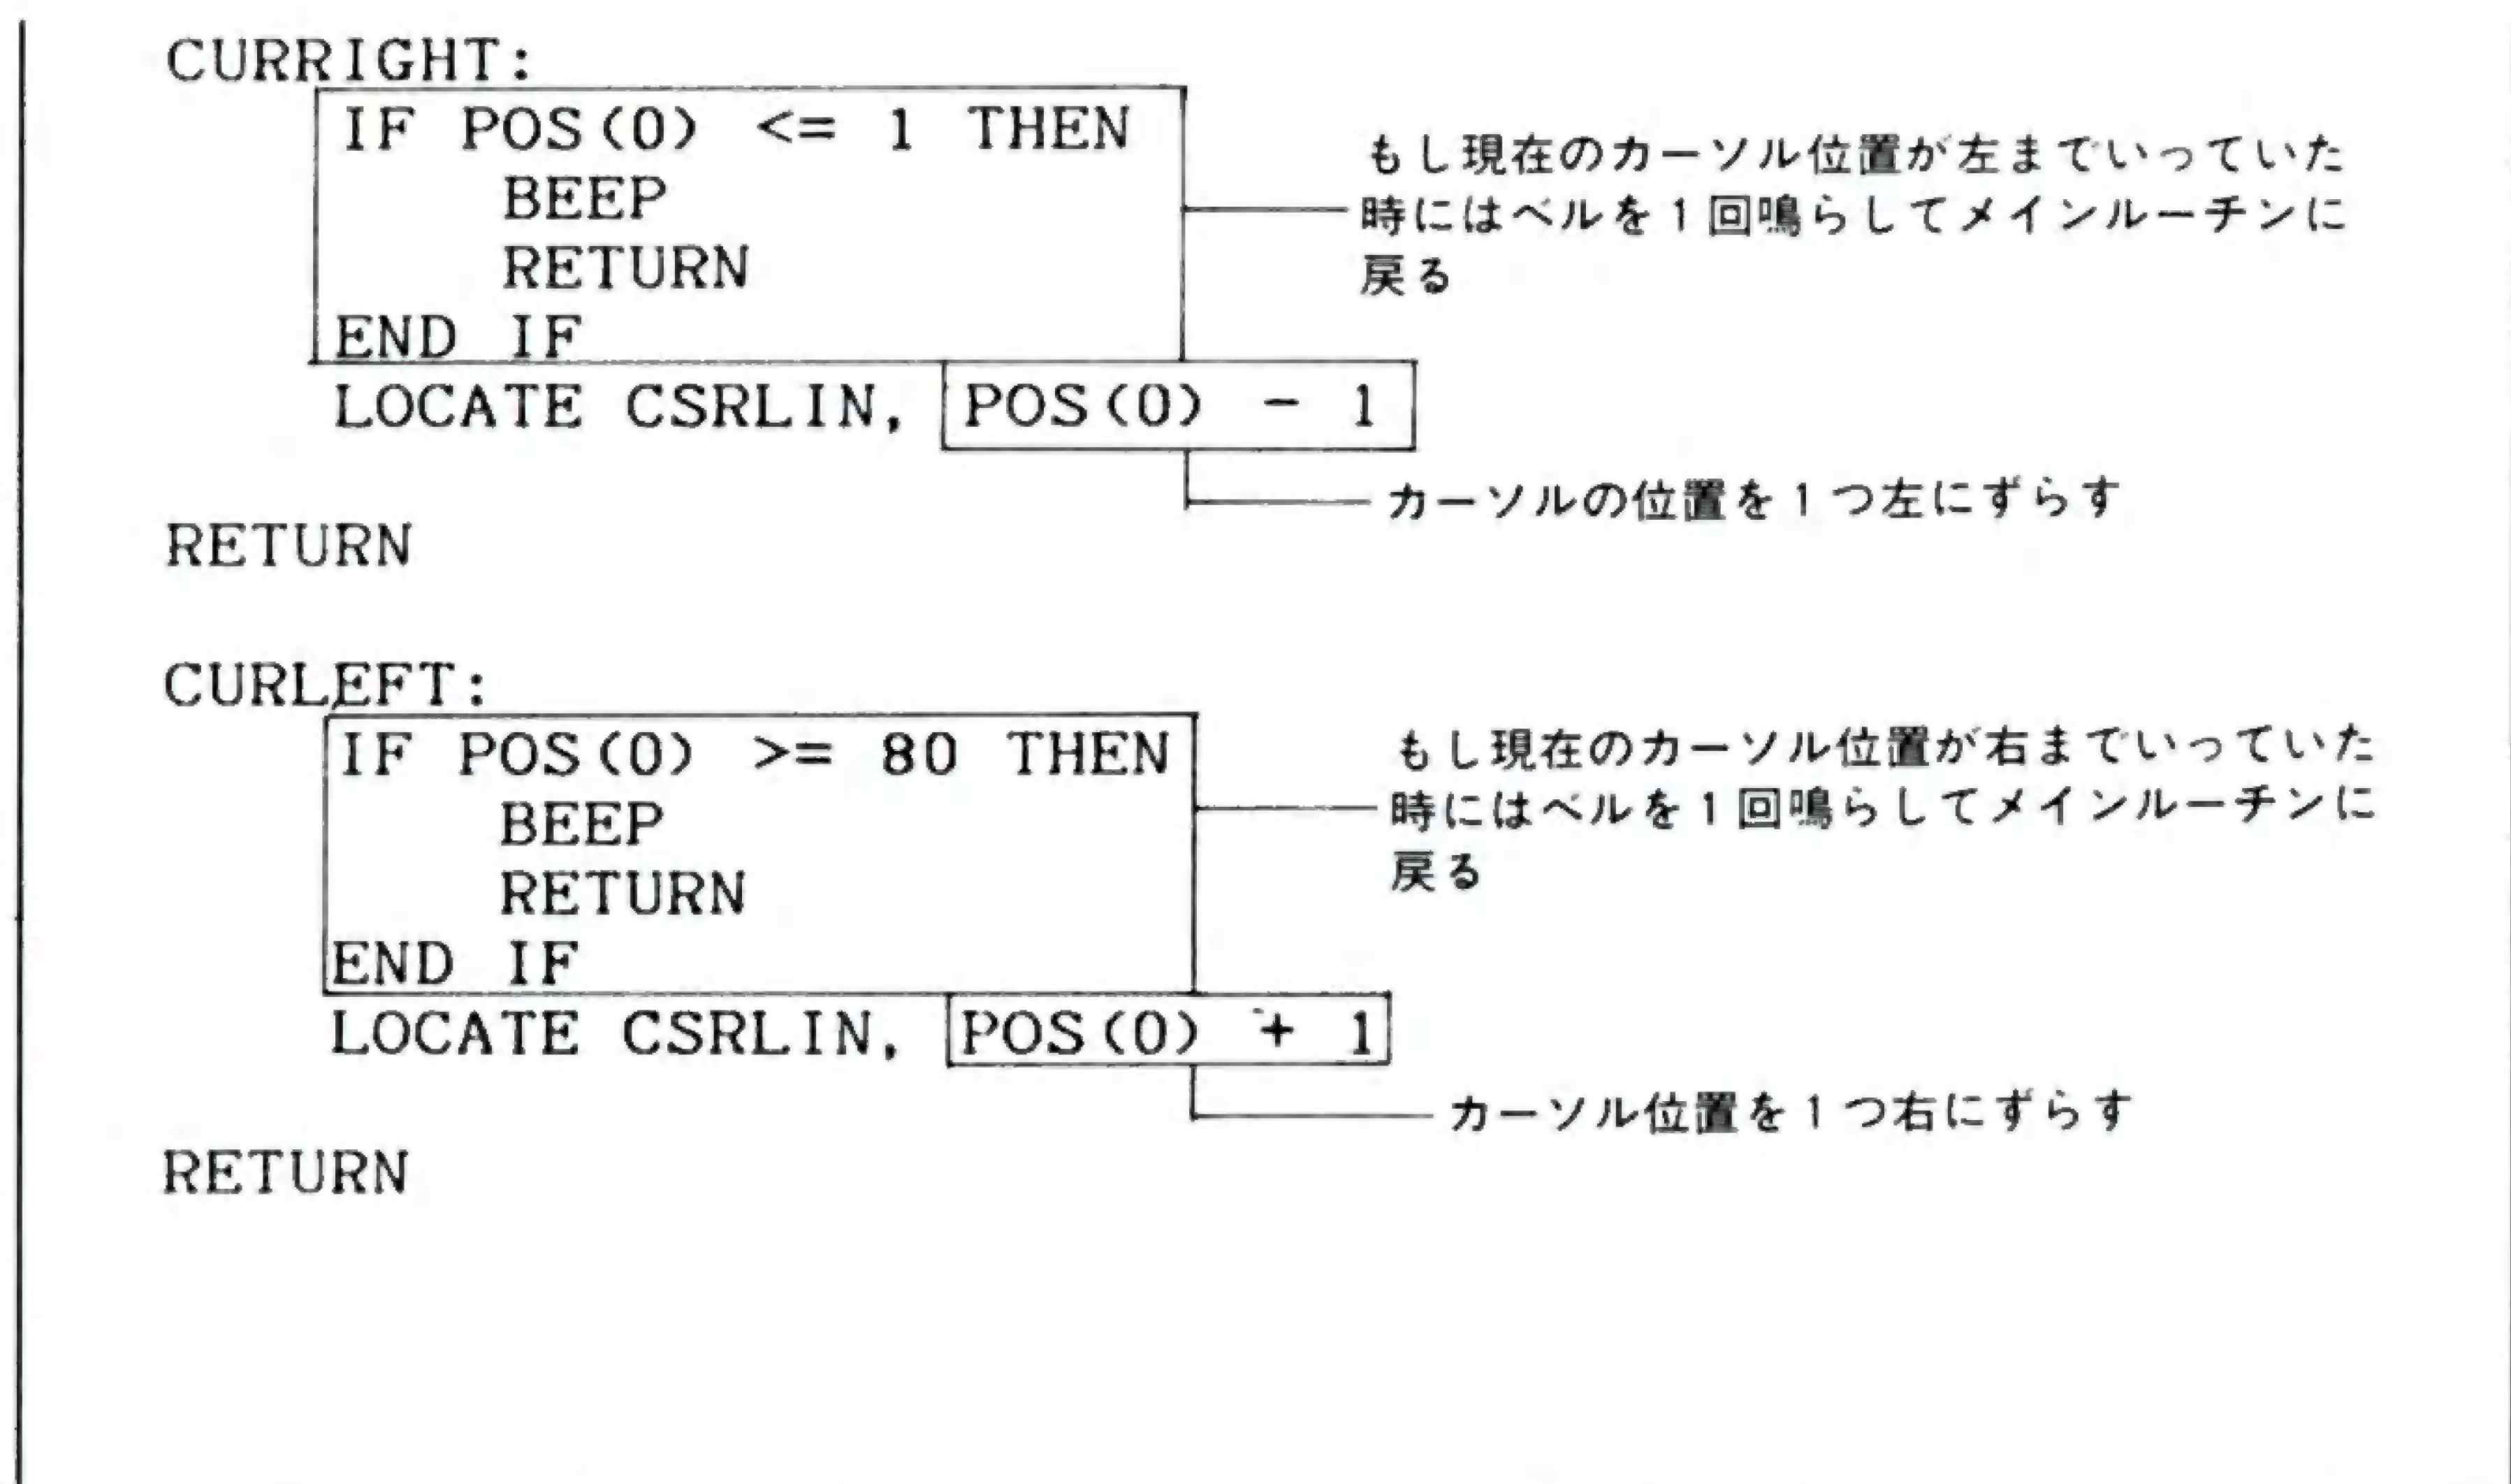 CURRIGHT:
IF POS(0) <= 1 THEN
BEEP
RETURN
END IF
もし現在のカーソル位置が左までいっていた
時にはベルを1回鳴らしてメインルーチンに
戻る
LOCATE CSRLIN, POS(0) - 1
カーソルの位置を1つ左にずらす
RETURN
CURLEFT:
IF POS(0) >= 80 THEN
BEEP
RETURN
END IF
もし現在のカーソル位置が右までいっていた
時にはベルを1回鳴らしてメインルーチンに
戻る
LOCATE CSRLIN, POS(0) + 1
カーソル位置を1つ右にずらす
RETURN